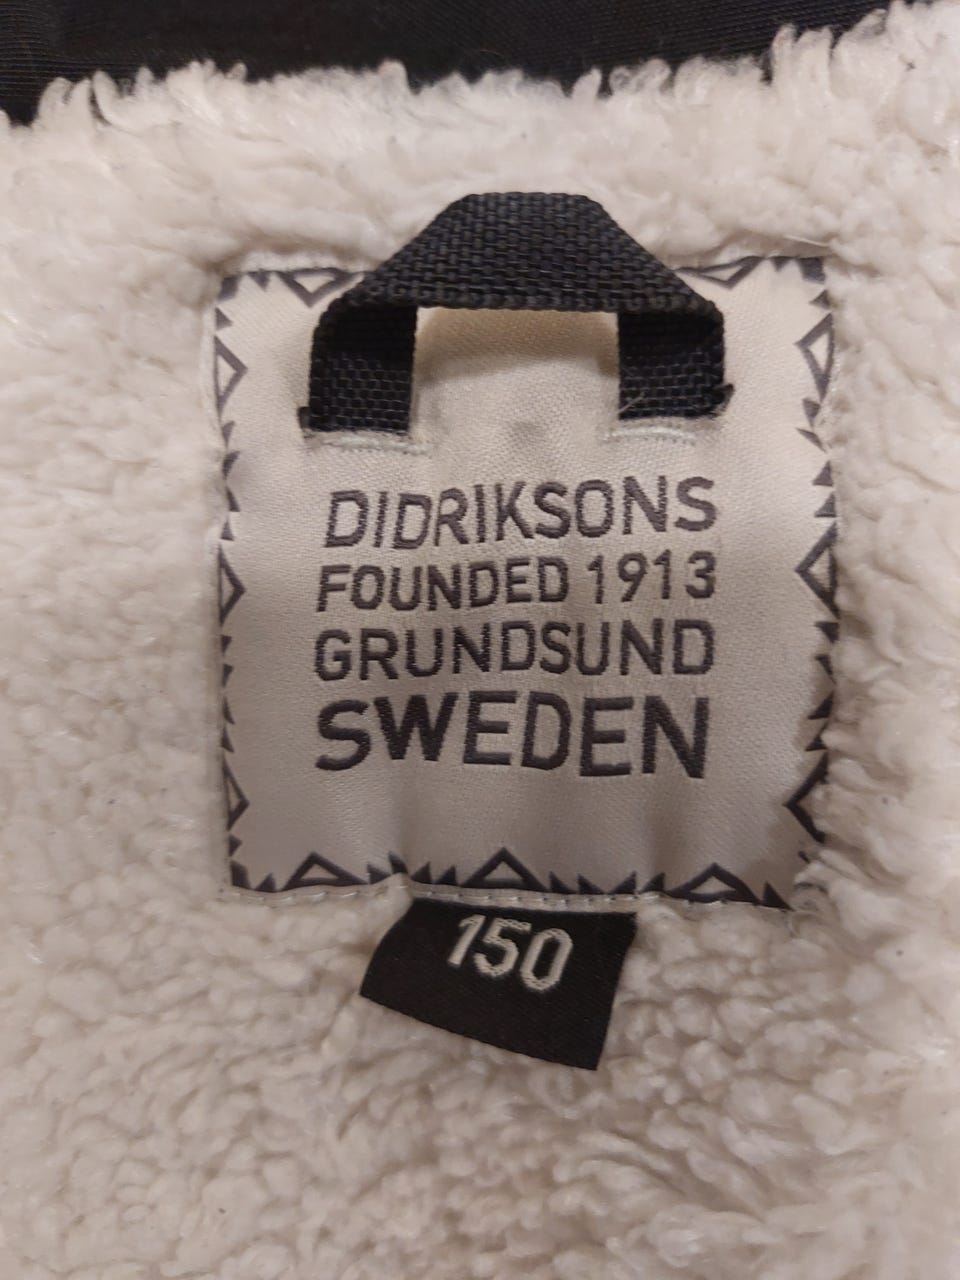 DIDRIKSONS
FOUNDED 1913
GRUNDSUND
SWEDEN
150